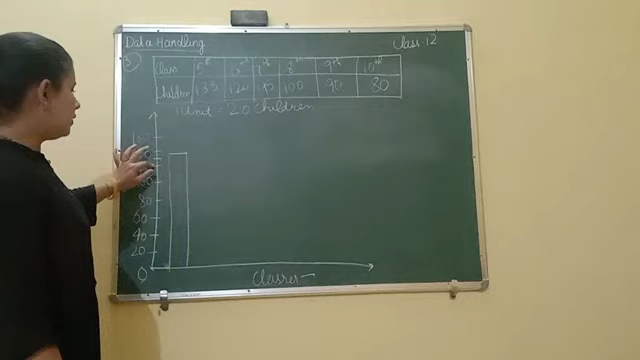 Data Handling
Class-12
3.
Class 5th 6th 7th 8th 9th 10th
Children 135 120 100 90 80
1 Unit = 20 Children
80
60
40
20
0
Classes